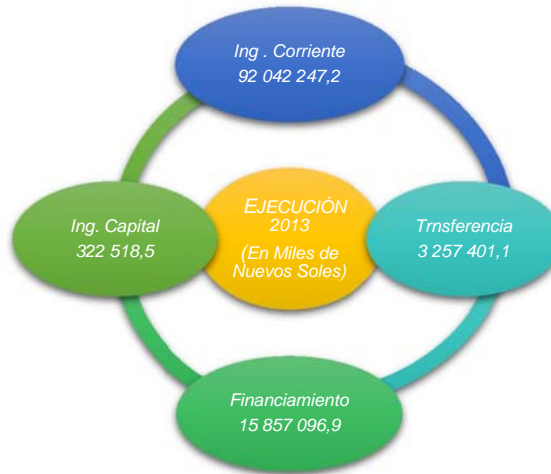 Ing . Corriente
92 042 247,2
Ing. Capital
322 518,5
EJECUCIÓN
2013
(En Miles de
Nuevos Soles)
Trnsferencia
3 257 401,1
Financiamiento
15 857 096,9